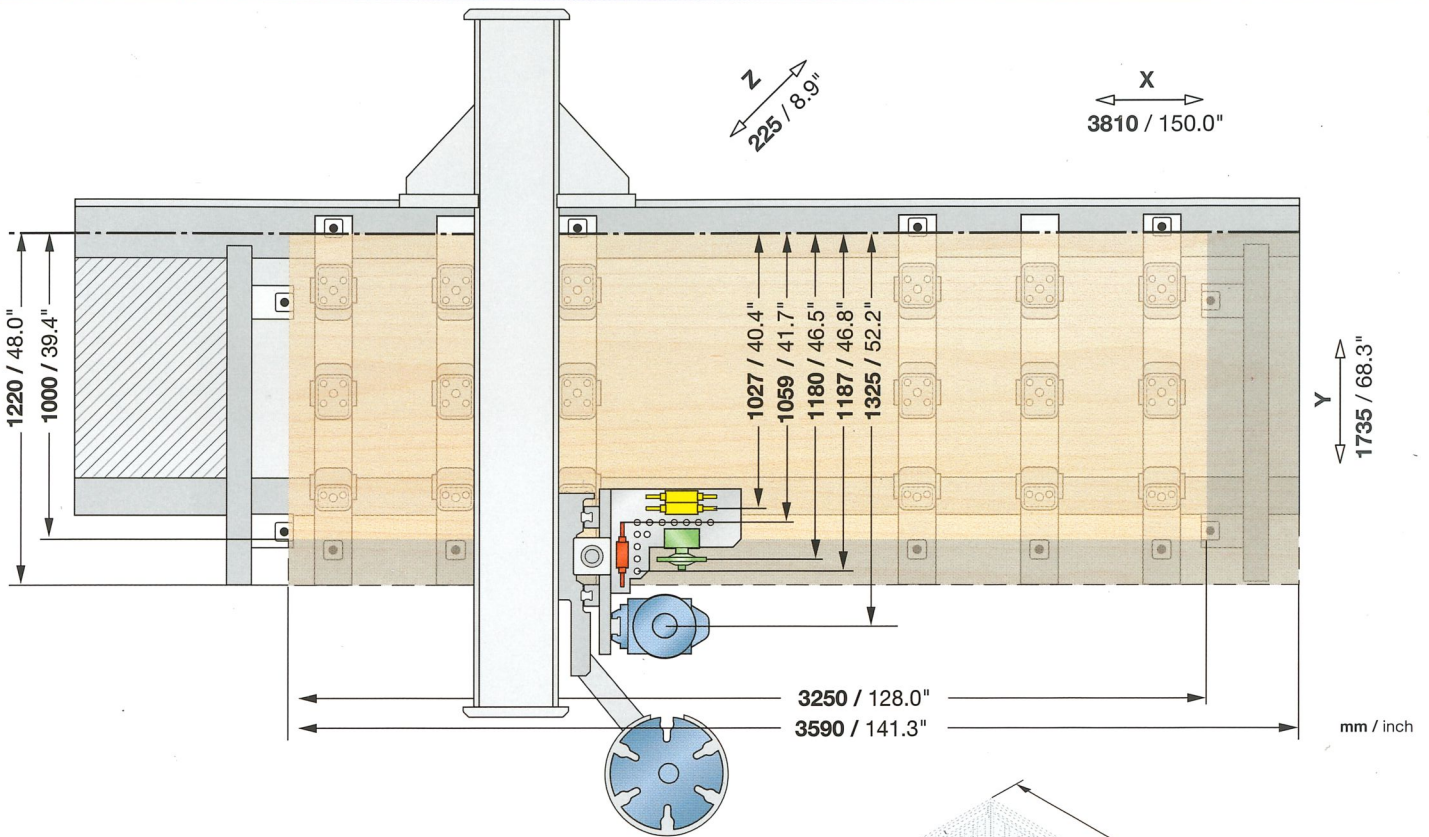 Z
225 / 8.9"
X
3810 / 150.0"
1220 / 48.0"
1000 / 39.4"
1027 / 40.4"
1059 / 41.7"
1180 / 46.5"
1187 / 46.8"
1325 / 52.2"
Y
1735 / 68.3"
3250 / 128.0"
3590 / 141.3"
mm / inch